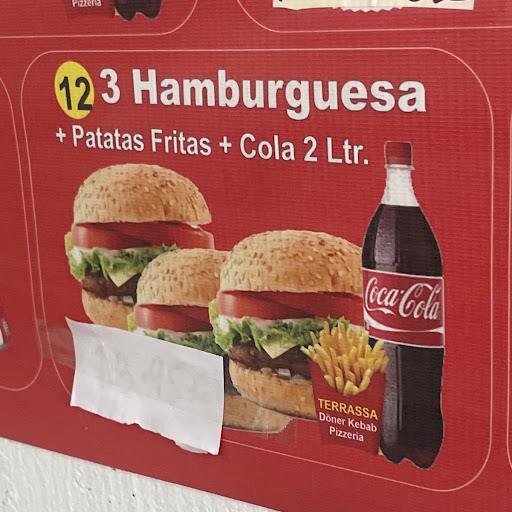 Pizzeria
12
3 Hamburguesa
+ Patatas Fritas + Cola 2 Ltr.
Coca-Cola
TERRASSA
Döner Kebab
Pizzeria